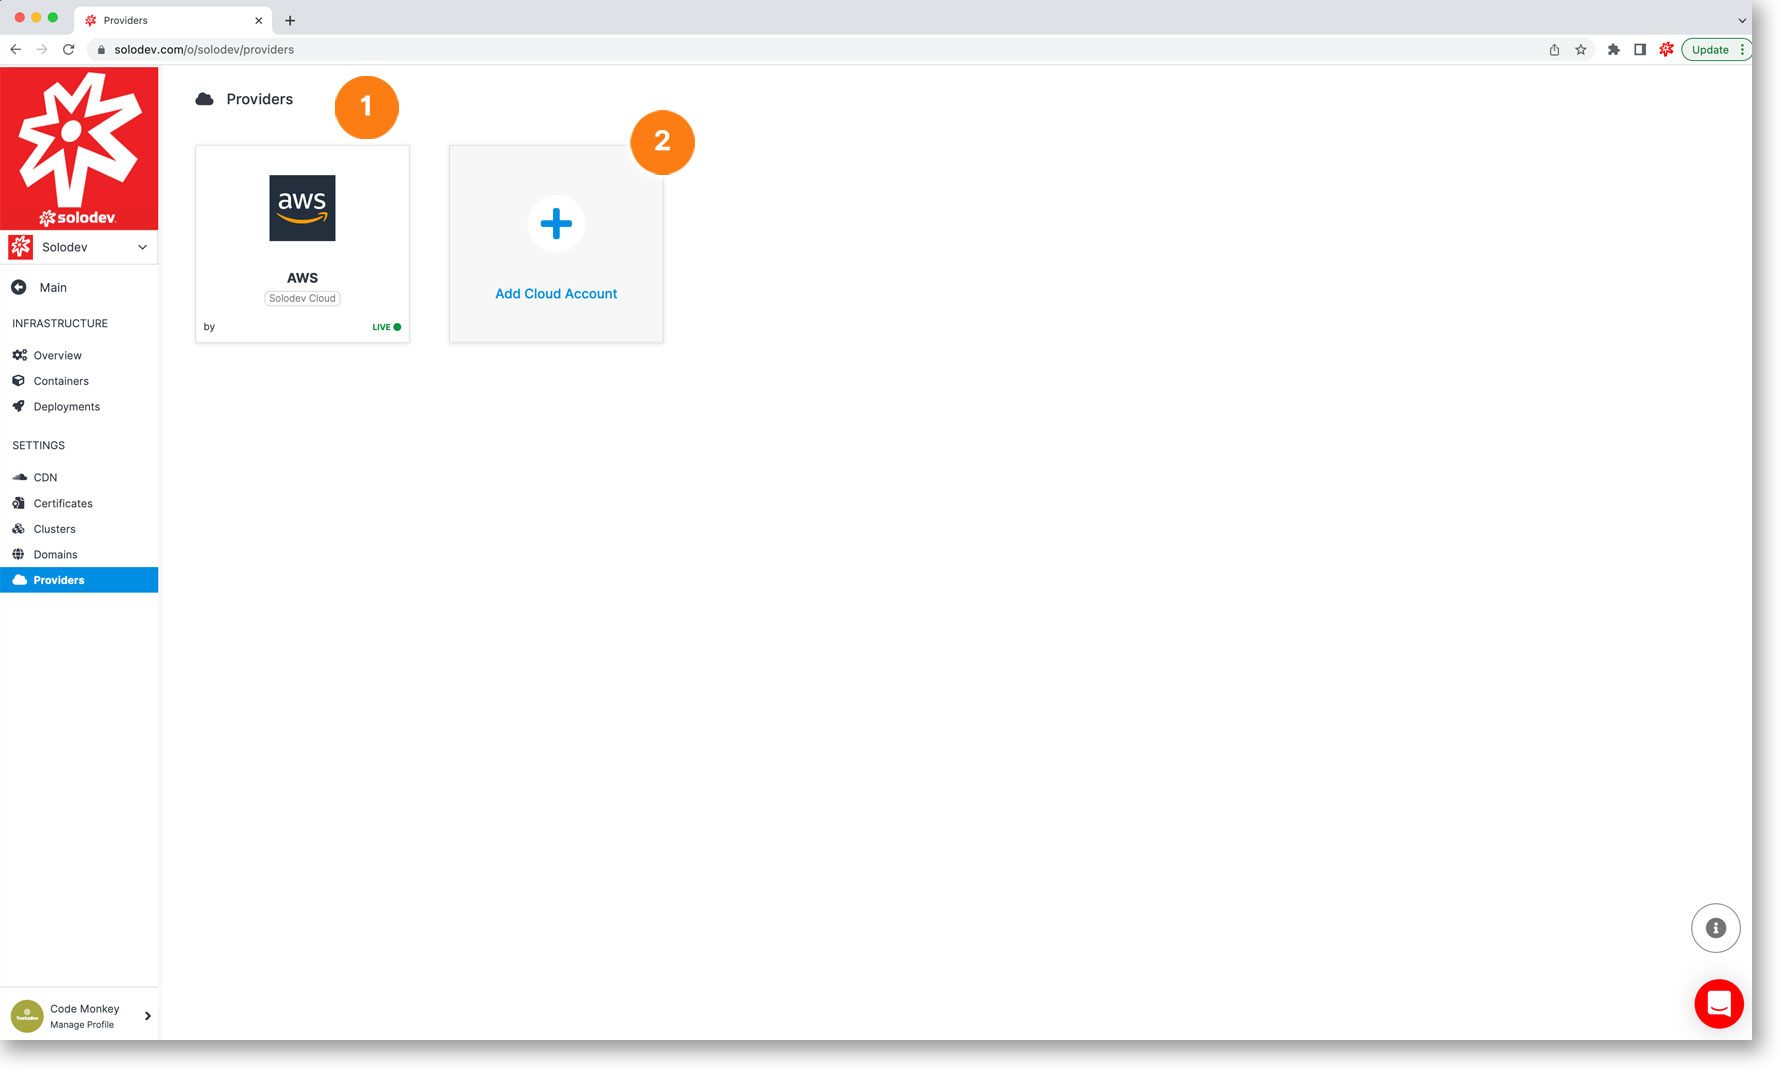 Providers
solodev.com/o/solodev/providers
Update
solodev
Solodev
Main
INFRASTRUCTURE
Overview
Containers
Deployments
SETTINGS
CDN
Certificates
Clusters
Domains
Providers
Code Monkey
Manage Profile
Providers
1
2
aws
AWS
Solodev Cloud
by
LIVE
Add Cloud Account